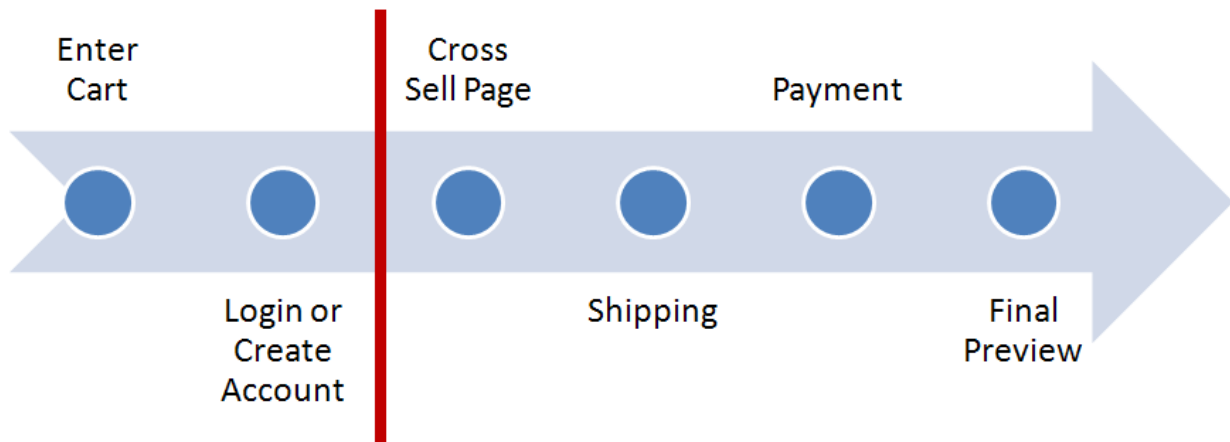 Enter
Cart
Login or
Create
Account
Cross
Sell Page
Shipping
Payment
Final
Preview